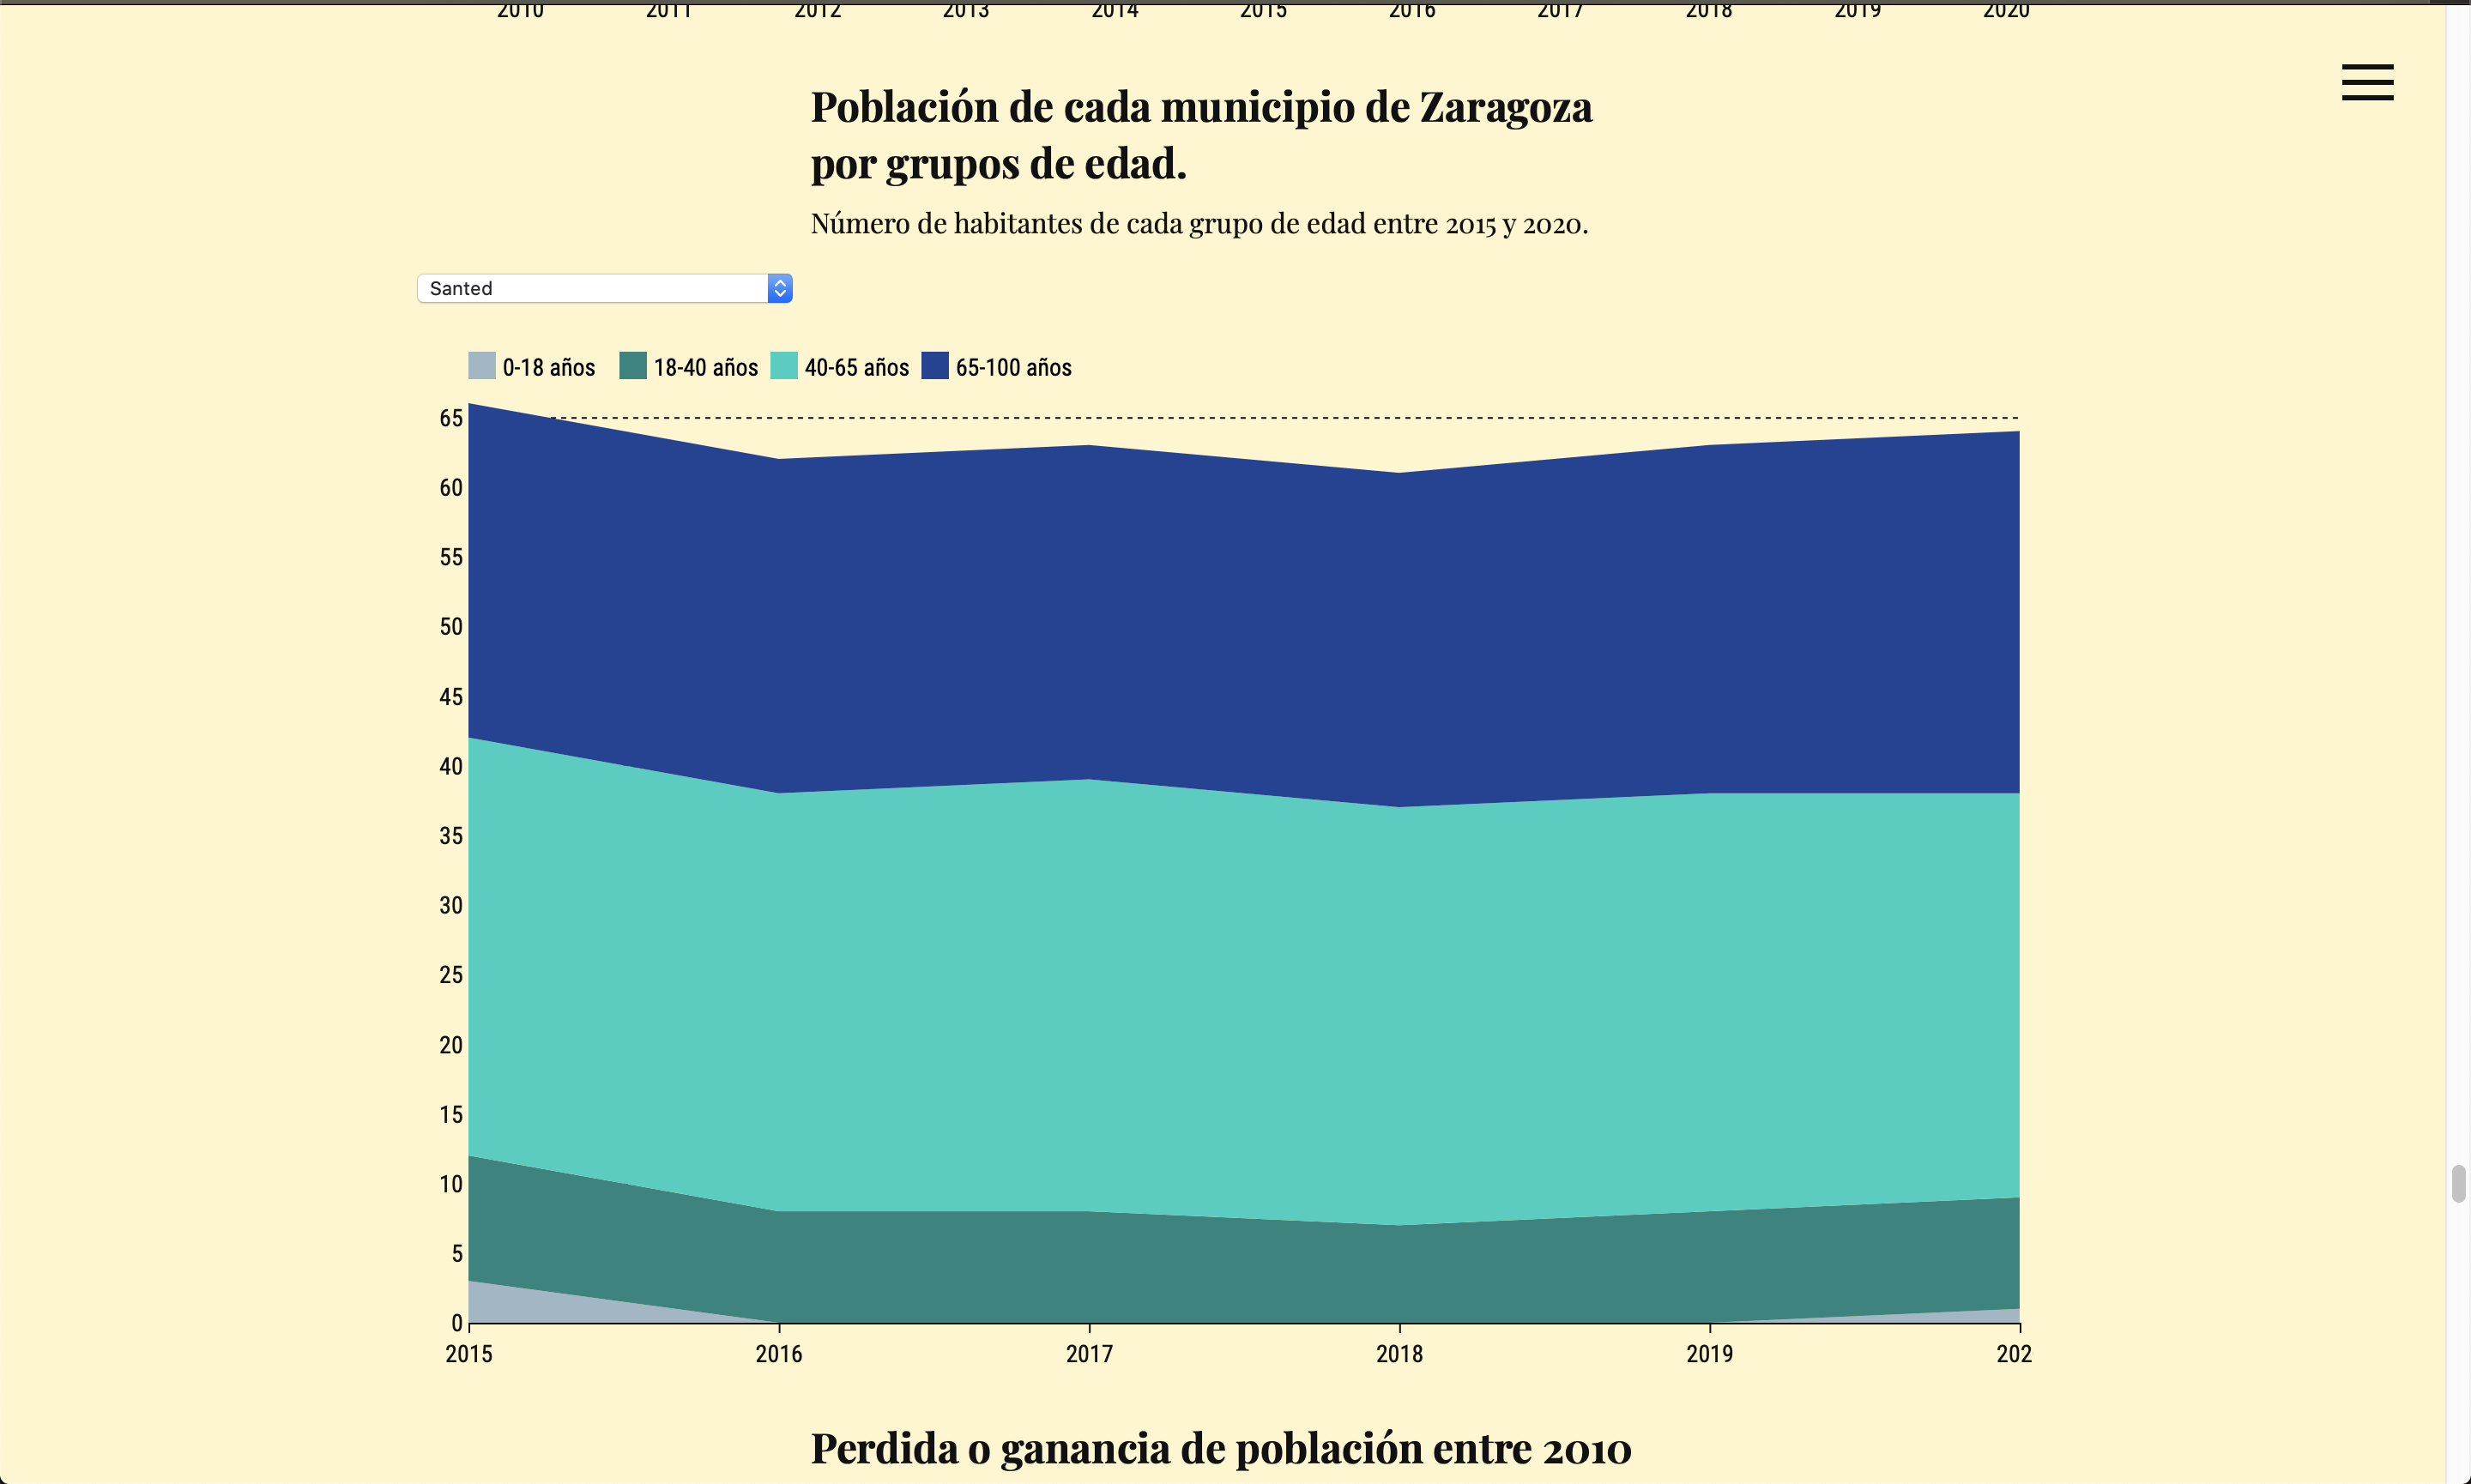 2010 2011 2012 2013 2014 2015 2016 2017 2018 2019 2020
Población de cada municipio de Zaragoza
por grupos de edad.
Número de habitantes de cada grupo de edad entre 2015 y 2020.
Santed
0-18 años 18-40 años 40-65 años 65-100 años
65
60
55
50
45
40
35
30
25
20
15
10
5
0
2015 2016 2017 2018 2019 202
Perdida o ganancia de población entre 2010